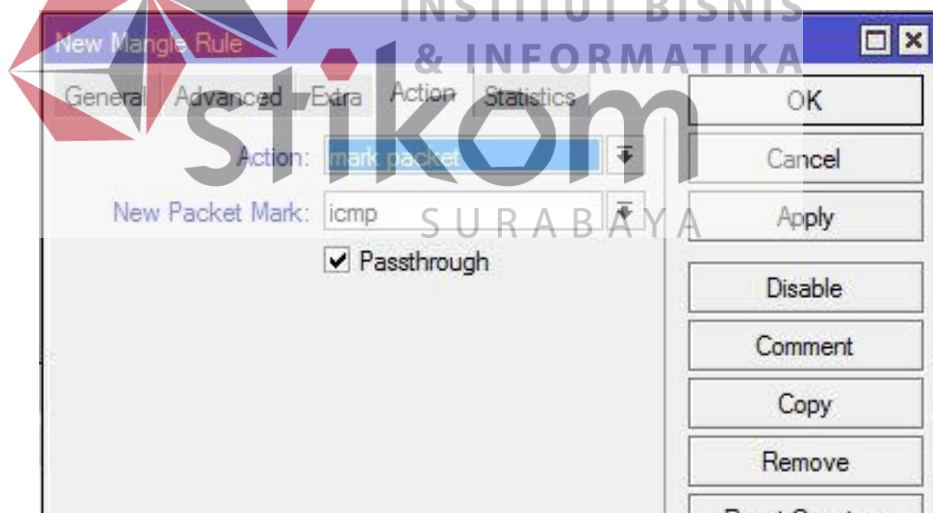 INSTITUT BISNIS
& INFORMATIKA
stikom
SURABAYA
New Mangle Rule
General Advanced Extra Action Statistics
Action: mark packet
New Packet Mark: icmp
Passthrough
OK
Cancel
Apply
Disable
Comment
Copy
Remove